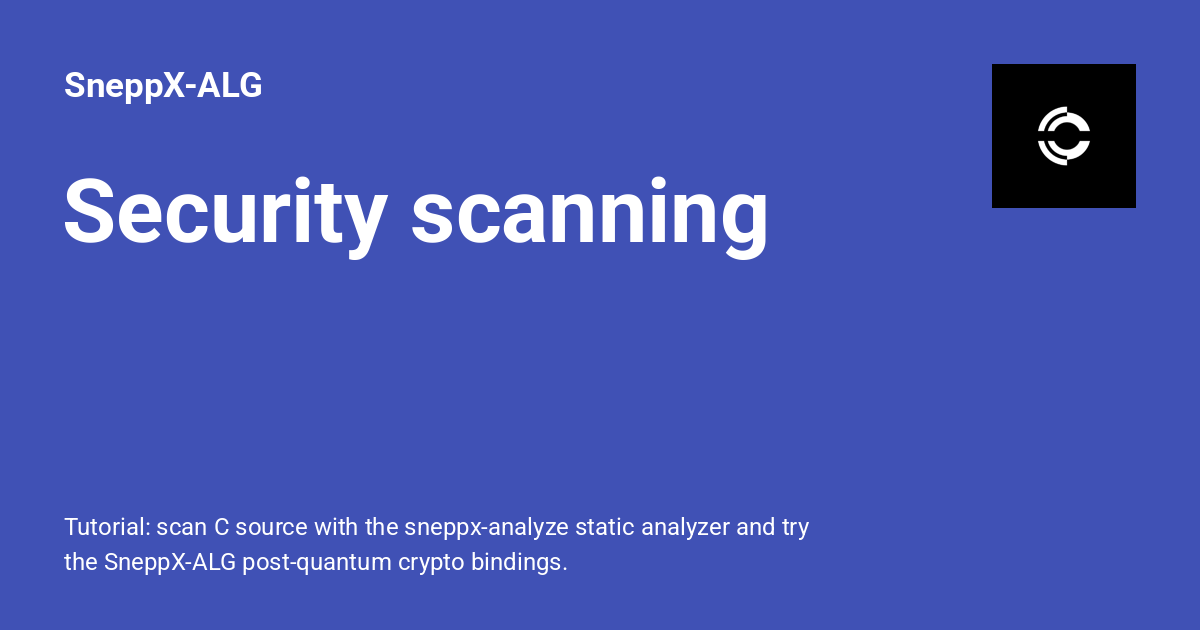 SneppX-ALG
Security scanning
Tutorial: scan C source with the sneppx-analyze static analyzer and try
the SneppX-ALG post-quantum crypto bindings.